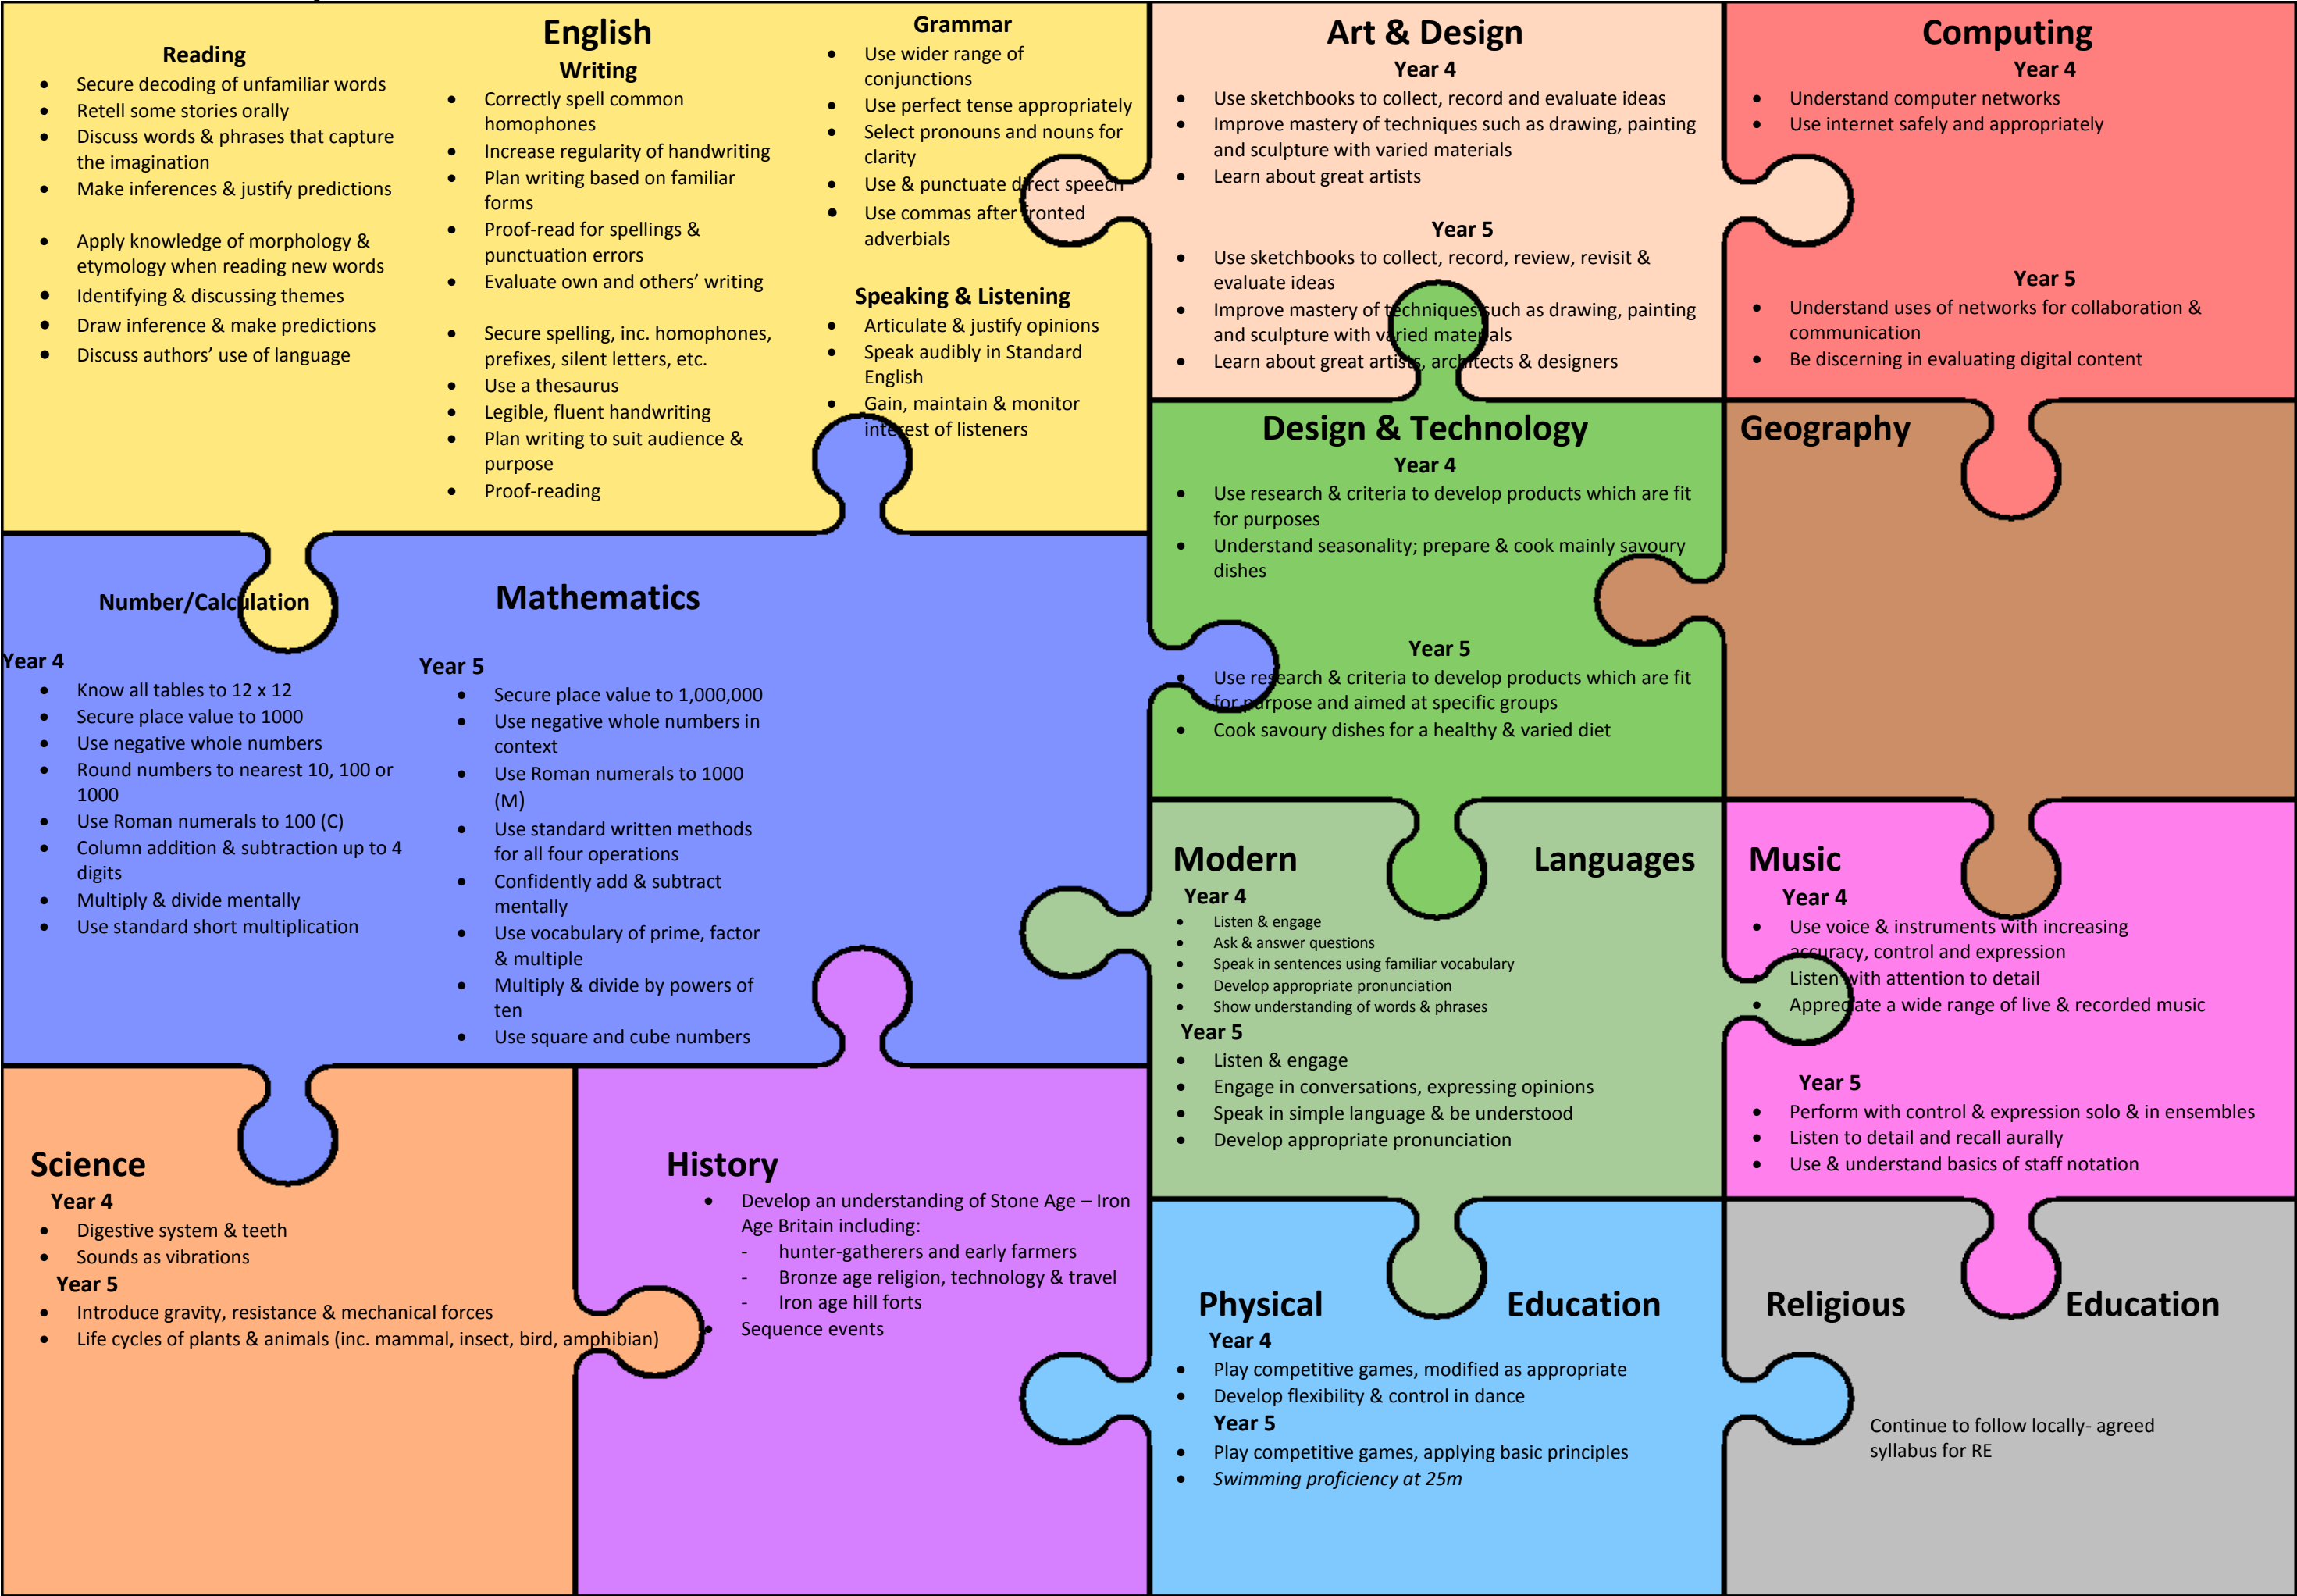 English
Reading
Secure decoding of unfamiliar words
Retell some stories orally
Discuss words & phrases that capture
the imagination
Make inferences & justify predictions
Apply knowledge of morphology &
etymology when reading new words
Identifying & discussing themes
Draw inference & make predictions
Discuss authors’ use of language
Writing
Correctly spell common
homophones
Increase regularity of handwriting
Plan writing based on familiar
forms
Proof-read for spellings &
punctuation errors
Evaluate own and others’ writing
Secure spelling, inc. homophones,
prefixes, silent letters, etc.
Use a thesaurus
Legible, fluent handwriting
Plan writing to suit audience &
purpose
Proof-reading
Grammar
Use wider range of
conjunctions
Use perfect tense appropriately
Select pronouns and nouns for
clarity
Use & punctuate direct speech
Use commas after fronted
adverbials
Speaking & Listening
Articulate & justify opinions
Speak audibly in Standard
English
Gain, maintain & monitor
interest of listeners
Art & Design
Year 4
Use sketchbooks to collect, record and evaluate ideas
Improve mastery of techniques such as drawing, painting
and sculpture with varied materials
Learn about great artists
Year 5
Use sketchbooks to collect, record, review, revisit &
evaluate ideas
Improve mastery of techniques such as drawing, painting
and sculpture with varied materials
Learn about great artists, architects & designers
Computing
Year 4
Understand computer networks
Use internet safely and appropriately
Year 5
Understand uses of networks for collaboration &
communication
Be discerning in evaluating digital content
Design & Technology
Year 4
Use research & criteria to develop products which are fit
for purposes
Understand seasonality; prepare & cook mainly savoury
dishes
Year 5
Use research & criteria to develop products which are fit
for purpose and aimed at specific groups
Cook savoury dishes for a healthy & varied diet
Geography
Mathematics
Number/Calculation
Year 4
Know all tables to 12 x 12
Secure place value to 1000
Use negative whole numbers
Round numbers to nearest 10, 100 or
1000
Use Roman numerals to 100 (C)
Column addition & subtraction up to 4
digits
Multiply & divide mentally
Use standard short multiplication
Year 5
Secure place value to 1,000,000
Use negative whole numbers in
context
Use Roman numerals to 1000
(M)
Use standard written methods
for all four operations
Confidently add & subtract
mentally
Use vocabulary of prime, factor
& multiple
Multiply & divide by powers of
ten
Use square and cube numbers
Modern Languages
Year 4
Listen & engage
Ask & answer questions
Speak in sentences using familiar vocabulary
Develop appropriate pronunciation
Show understanding of words & phrases
Year 5
Listen & engage
Engage in conversations, expressing opinions
Speak in simple language & be understood
Develop appropriate pronunciation
Music
Year 4
Use voice & instruments with increasing
accuracy, control and expression
Listen with attention to detail
Appreciate a wide range of live & recorded music
Year 5
Perform with control & expression solo & in ensembles
Listen to detail and recall aurally
Use & understand basics of staff notation
Science
Year 4
Digestive system & teeth
Sounds as vibrations
Year 5
Introduce gravity, resistance & mechanical forces
Life cycles of plants & animals (inc. mammal, insect, bird, amphibian)
History
Develop an understanding of Stone Age – Iron
Age Britain including:
- hunter-gatherers and early farmers
- Bronze age religion, technology & travel
- Iron age hill forts
Sequence events
Physical Education
Year 4
Play competitive games, modified as appropriate
Develop flexibility & control in dance
Year 5
Play competitive games, applying basic principles
Swimming proficiency at 25m
Religious Education
Continue to follow locally- agreed
syllabus for RE